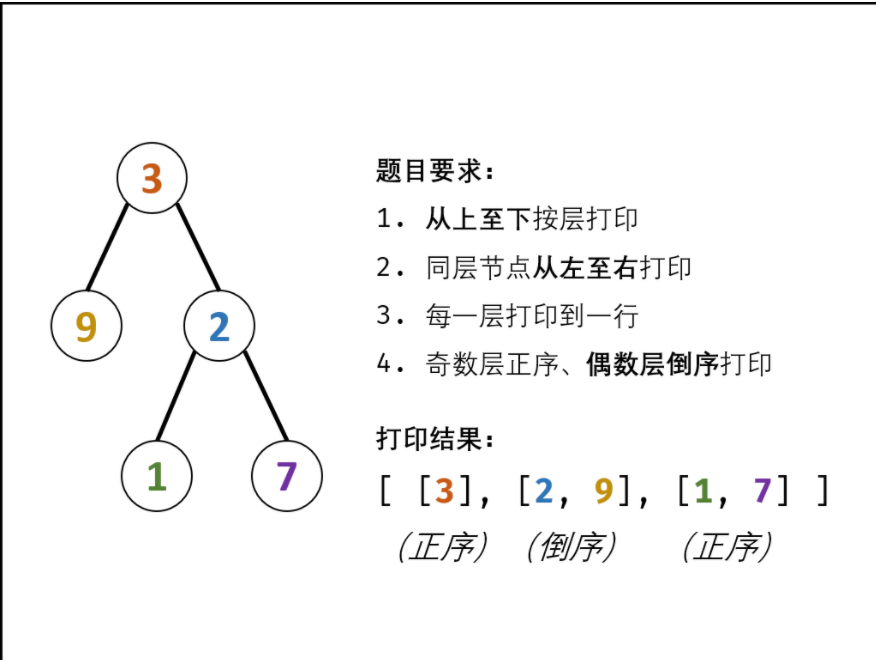 3
9
2
1
7
题目要求:
1. 从上至下按层打印
2. 同层节点从左至右打印
3. 每一层打印到一行
4. 奇数层正序、偶数层倒序打印
打印结果:
[ [3], [2, 9], [1, 7] ]
(正序) (倒序) (正序)